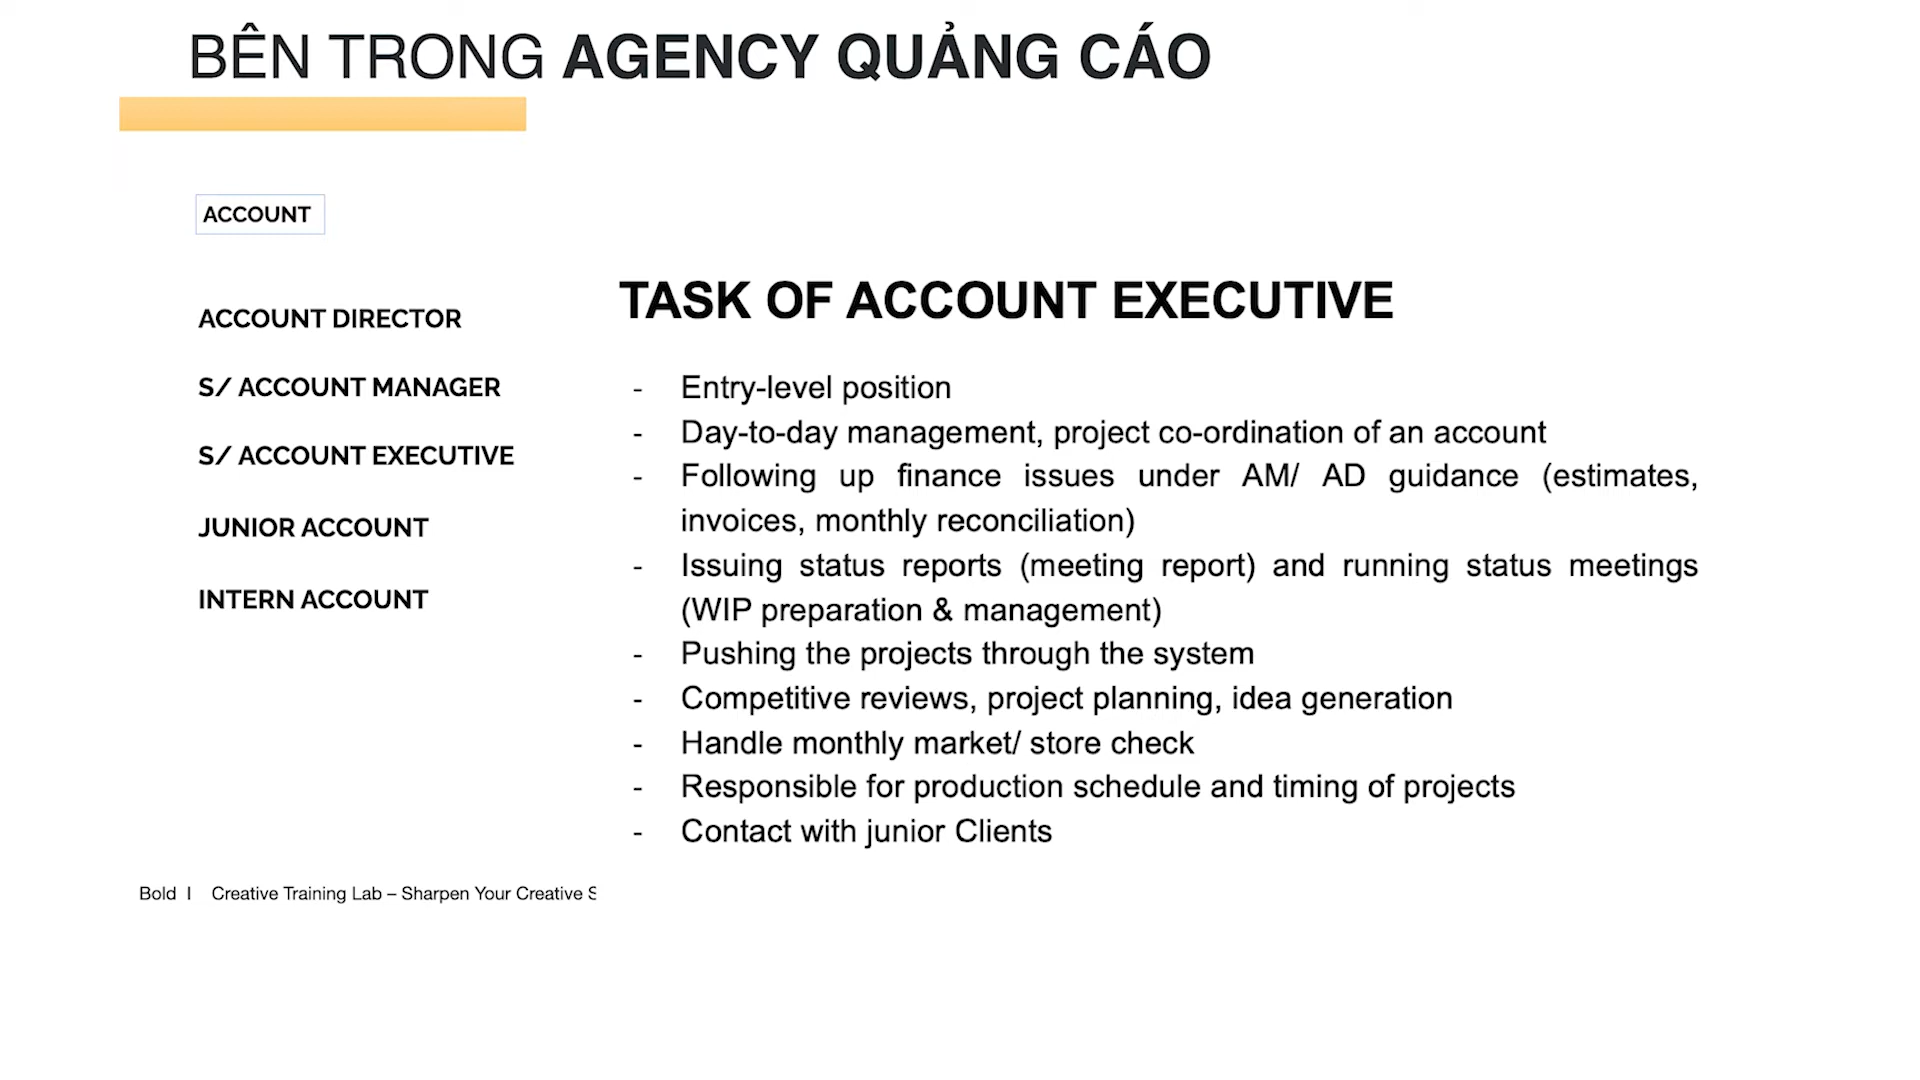 BÊN TRONG AGENCY QUẢNG CÁO
ACCOUNT
ACCOUNT DIRECTOR
S/ ACCOUNT MANAGER
S/ ACCOUNT EXECUTIVE
JUNIOR ACCOUNT
INTERN ACCOUNT
TASK OF ACCOUNT EXECUTIVE
- Entry-level position
- Day-to-day management, project co-ordination of an account
- Following up finance issues under AM/ AD guidance (estimates,
invoices, monthly reconciliation)
- Issuing status reports (meeting report) and running status meetings
(WIP preparation & management)
- Pushing the projects through the system
- Competitive reviews, project planning, idea generation
- Handle monthly market/ store check
- Responsible for production schedule and timing of projects
- Contact with junior Clients
Bold I Creative Training Lab – Sharpen Your Creative